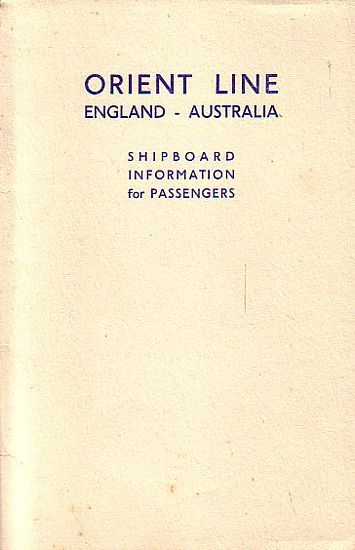 ORIENT LINE
ENGLAND - AUSTRALIA
SHIPBOARD
INFORMATION
for PASSENGERS